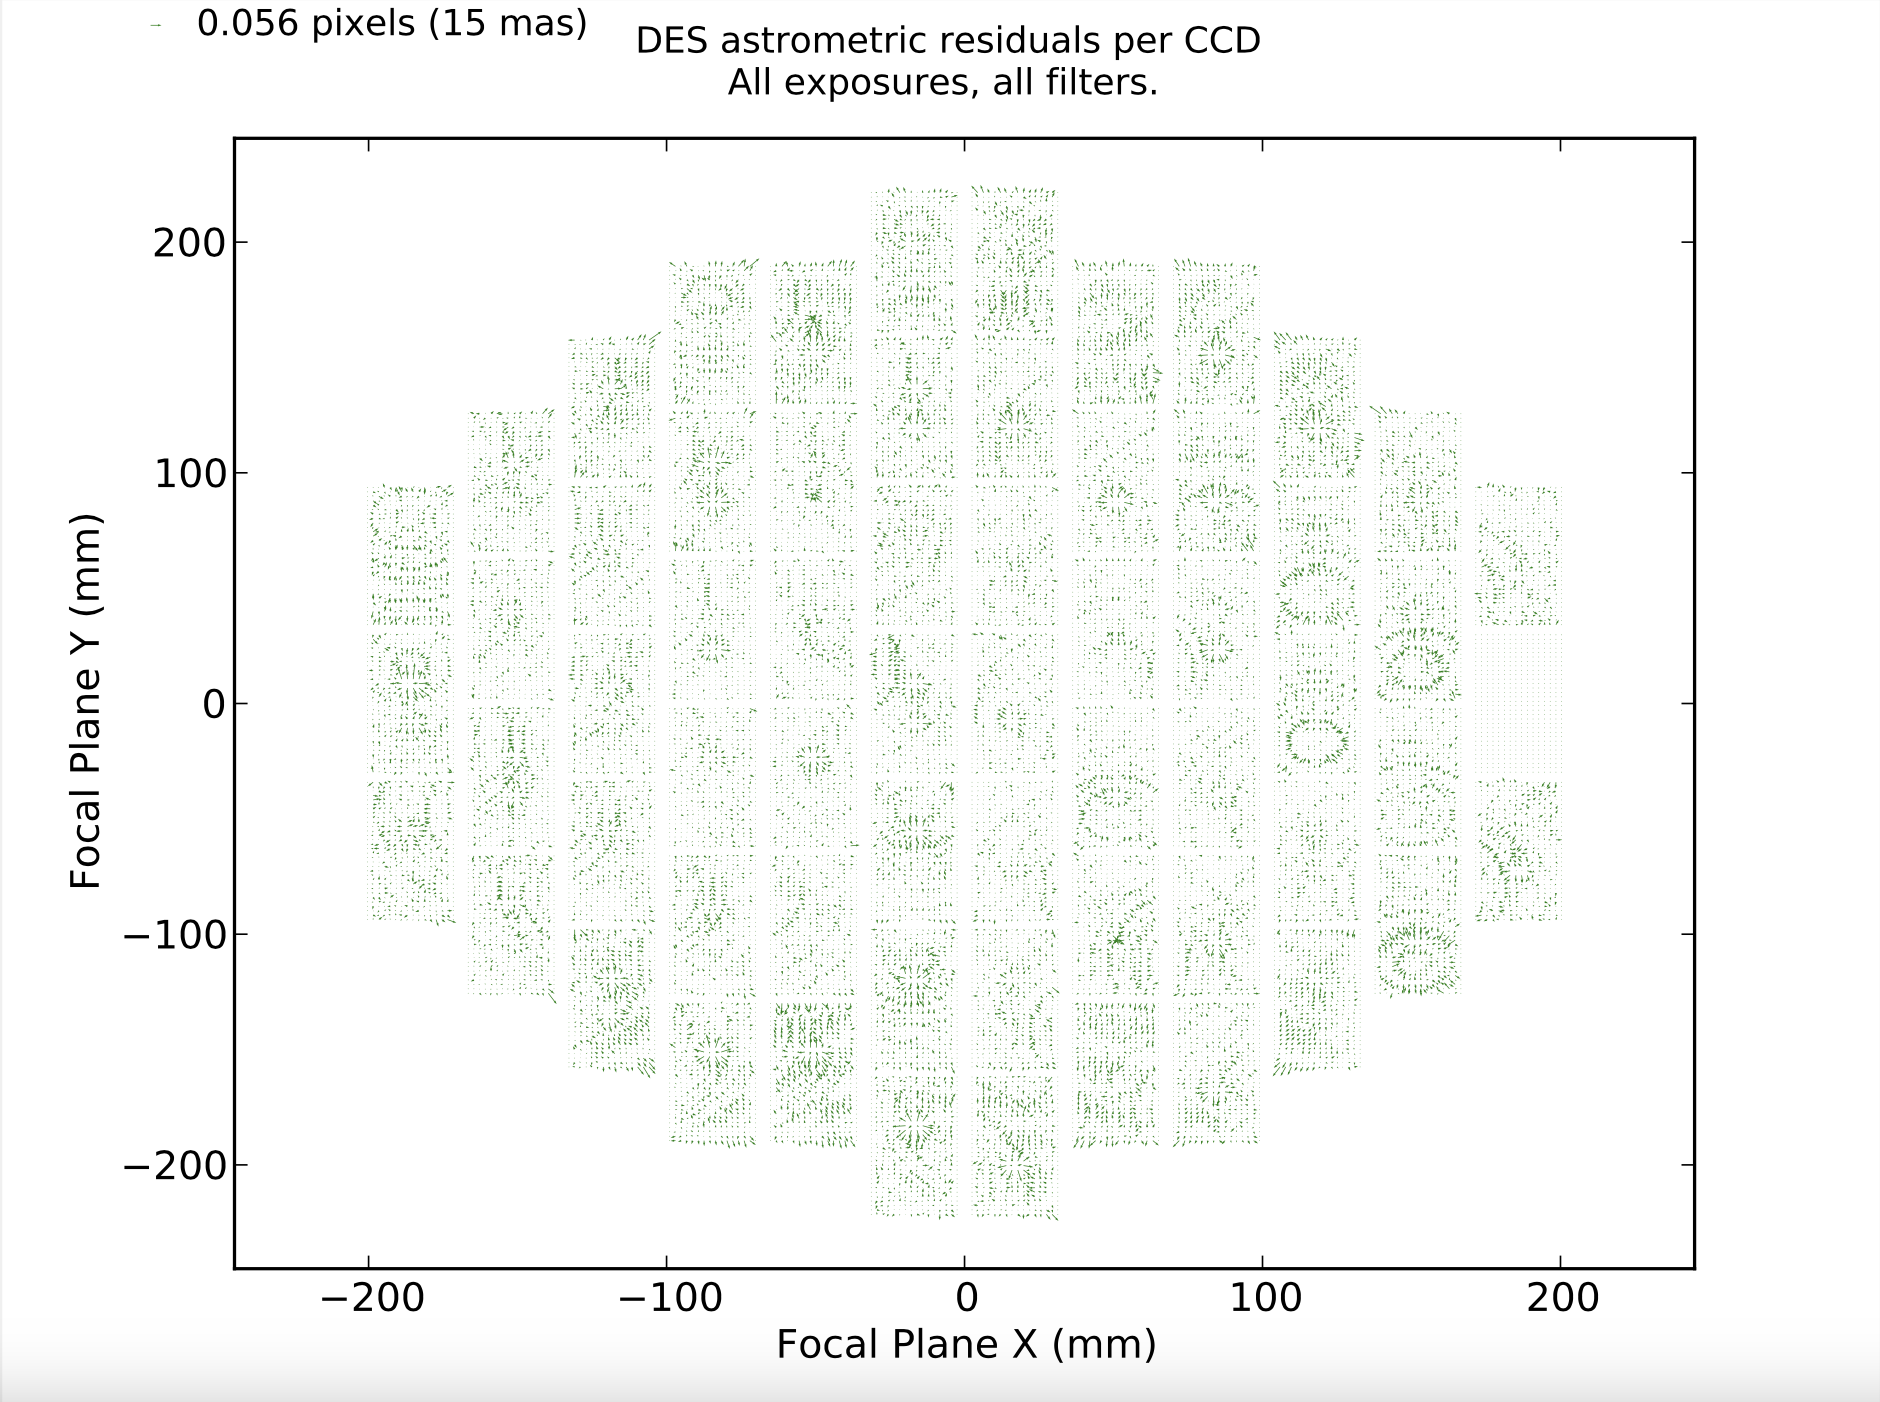 0.056 pixels (15 mas)
DES astrometric residuals per CCD
All exposures, all filters.
200
100
0
−100
−200
Focal Plane Y (mm)
−200 −100 0 100 200
Focal Plane X (mm)